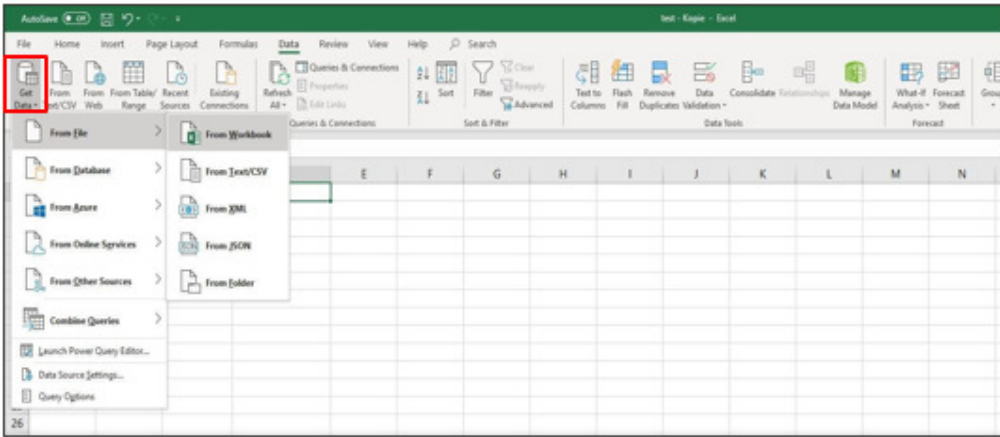 AutoSave Off test - Kopie - Excel
File Home Insert Page Layout Formulas Data Review View Help Search
Get Data From Text/CSV From Web From Table/ Range Recent Sources Existing Connections Refresh All Queries & Connections Properties Edit Links Sort Filter Clear Reapply Advanced Text to Columns Flash Fill Remove Duplicates Data Validation Consolidate Relationships Manage Data Model What-If Analysis Forecast Sheet
Queries & Connections Sort & Filter Data Tools Forecast
From File
From Workbook
From Database
From Text/CSV
E F G H I J K L M N
From Azure
From XML
From Online Services
From JSON
From Other Sources
From Folder
Combine Queries
Launch Power Query Editor...
Data Source Settings...
Query Options
26